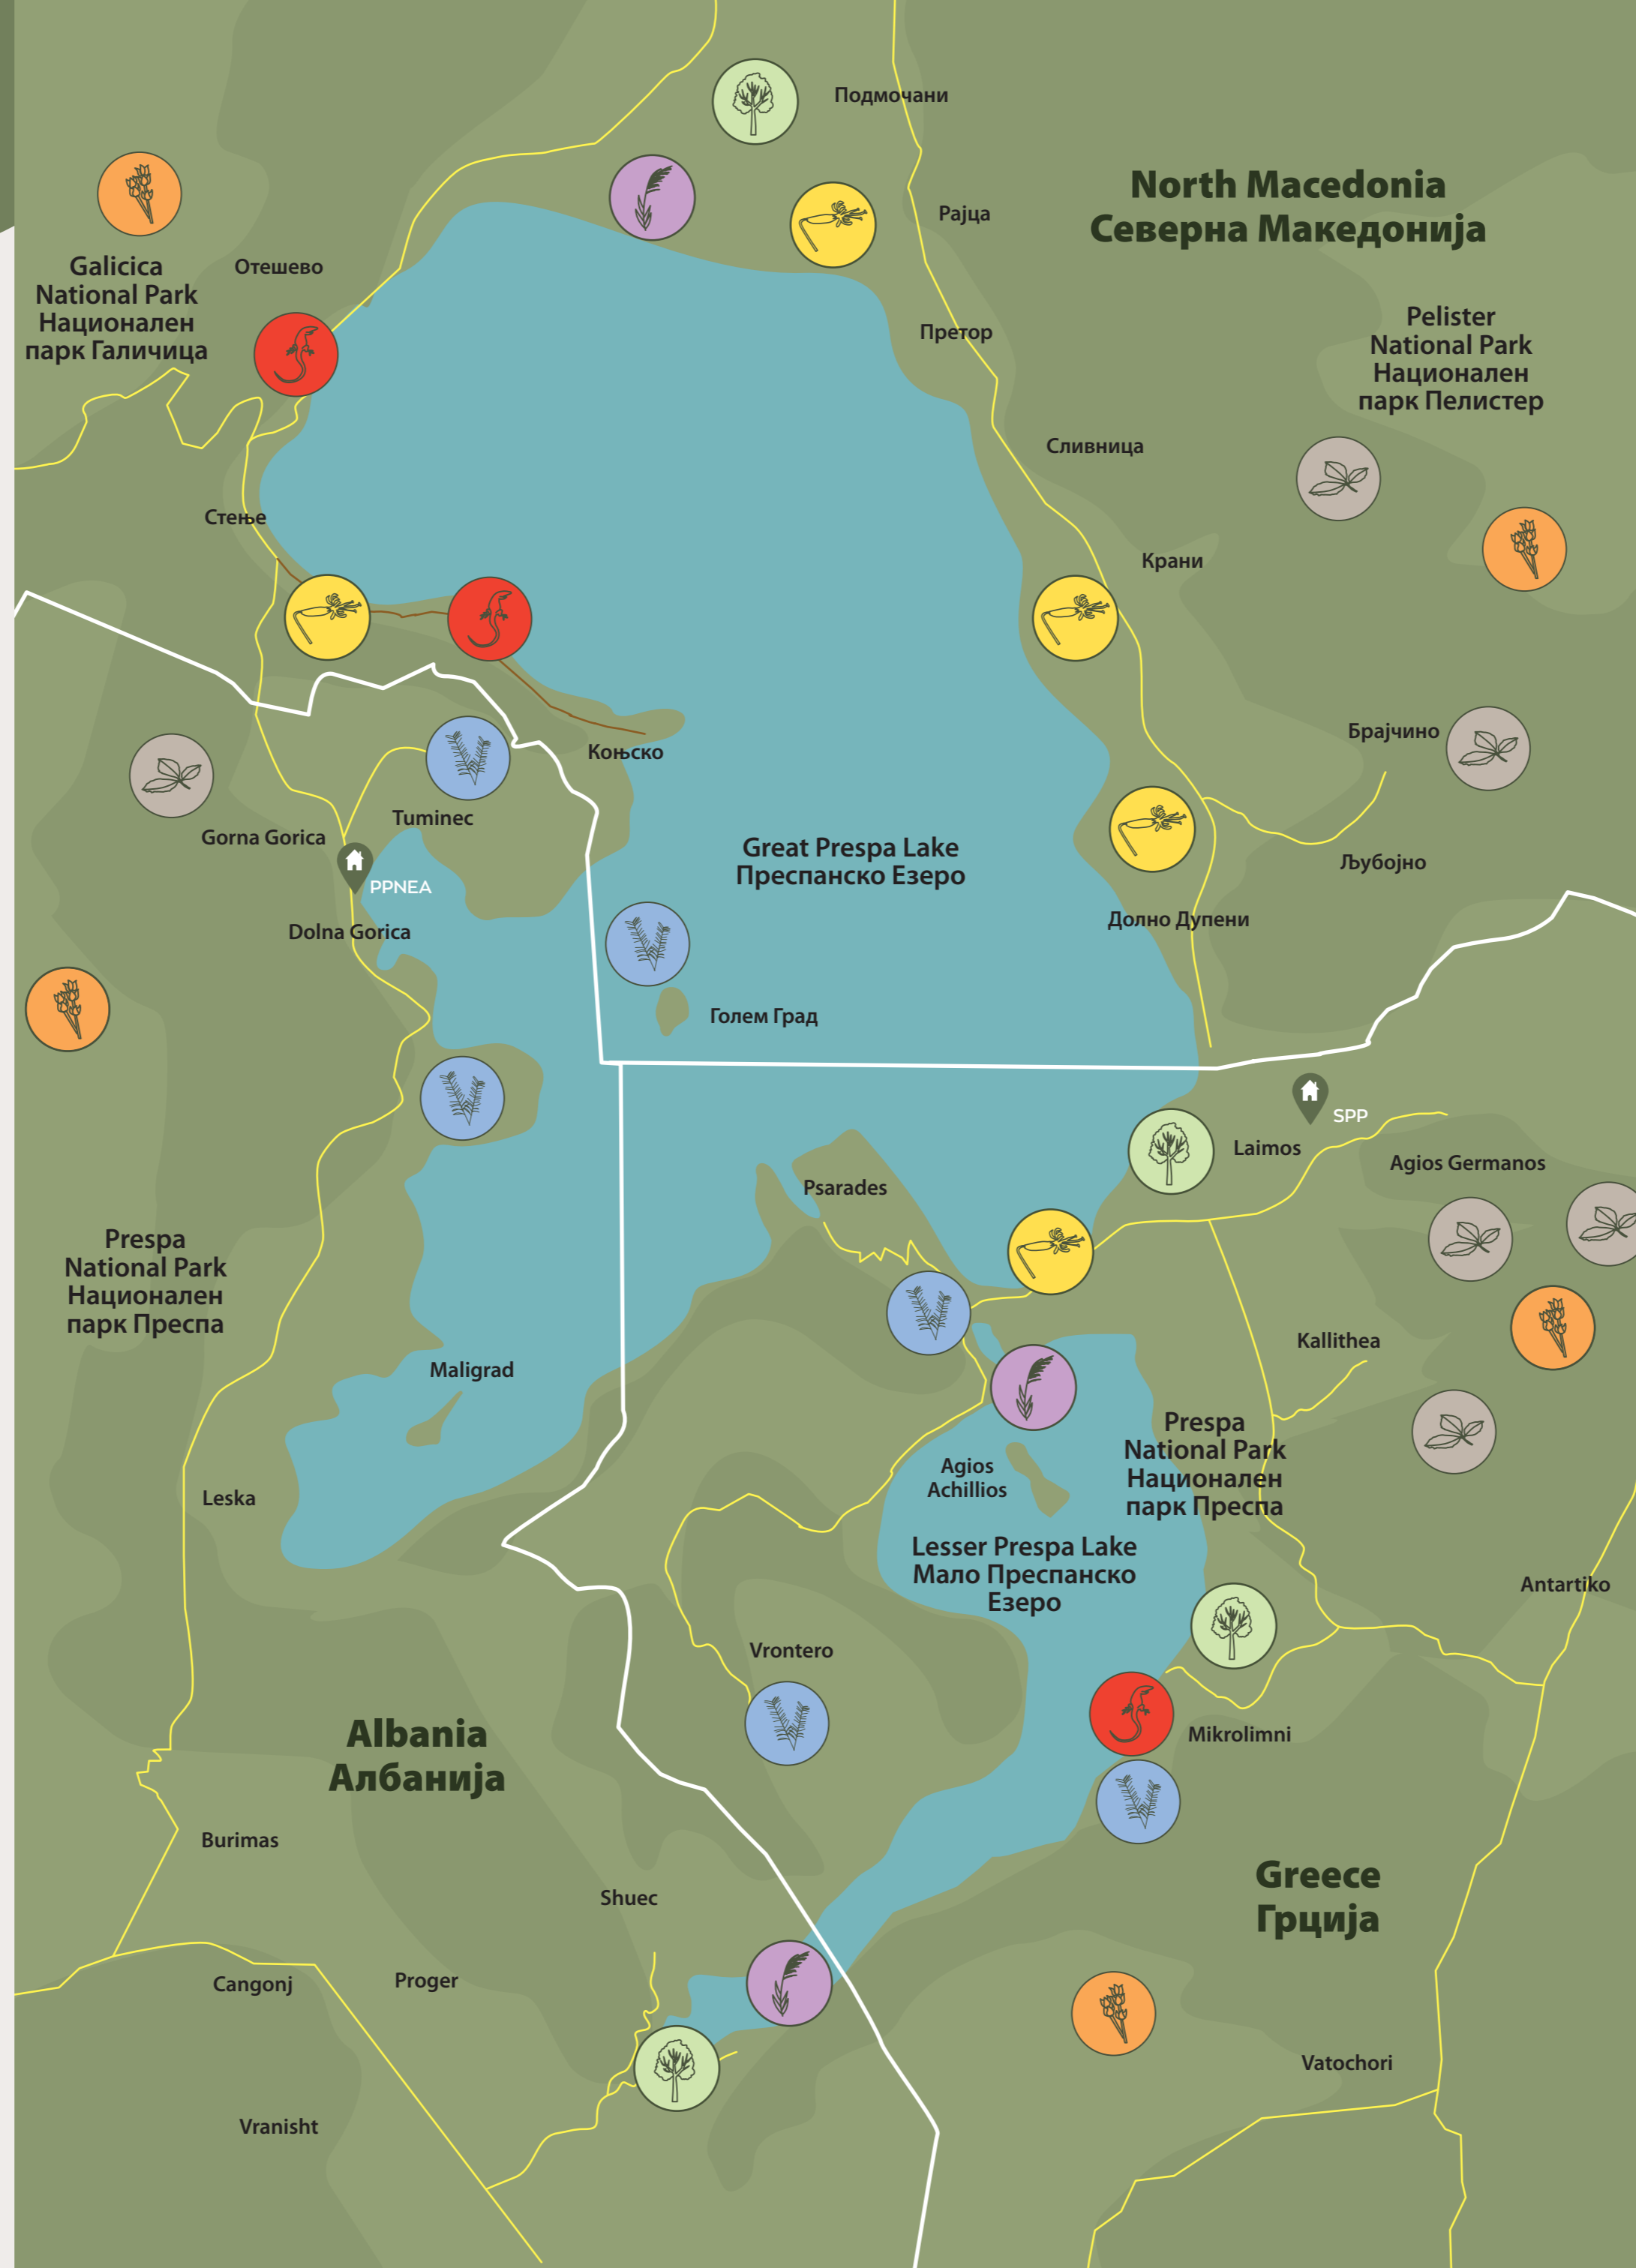 Подмочани
North Macedonia
Северна Македонија
Рајца
Galicica
National Park
Национален
парк Галичица
Отешево
Претор
Pelister
National Park
Национален
парк Пелистер
Сливница
Стење
Крани
Брајчино
Коњско
Tuminec
Gorna Gorica
Great Prespa Lake
Преспанско Езеро
Љубојно
PPNEA
Dolna Gorica
Долно Дупени
Голем Град
SPP
Laimos
Agios Germanos
Psarades
Prespa
National Park
Национален
парк Преспа
Kallithea
Maligrad
Prespa
National Park
Национален
парк Преспа
Agios
Achillios
Leska
Lesser Prespa Lake
Мало Преспанско
Езеро
Antartiko
Vrontero
Albania
Албанија
Mikrolimni
Burimas
Greece
Грција
Shuec
Cangonj
Proger
Vatochori
Vranisht